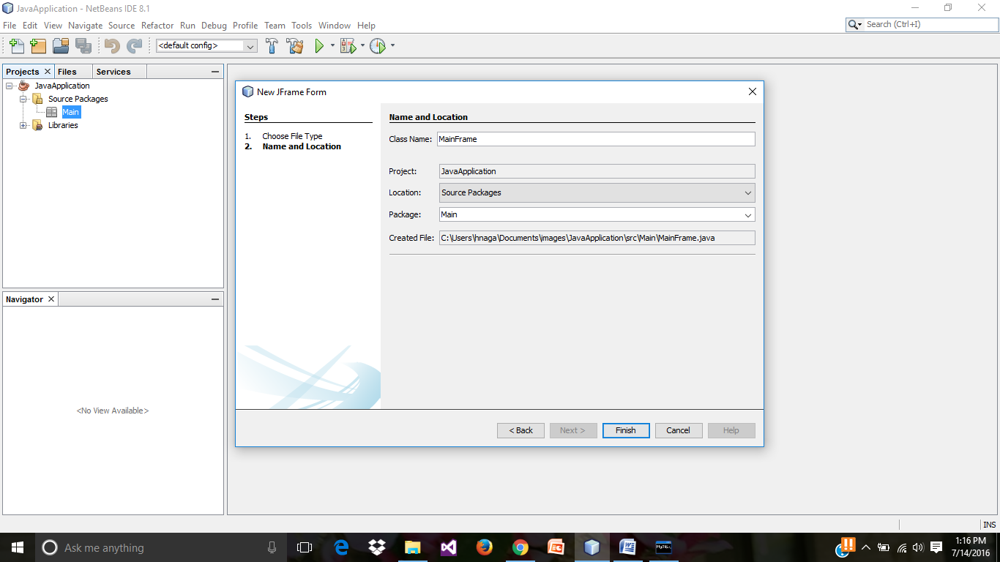 JavaApplication - NetBeans IDE 8.1
File Edit View Navigate Source Refactor Run Debug Profile Team Tools Window Help
Search (Ctrl+I)
<default config>
Projects Files Services
JavaApplication
Source Packages
Main
Libraries
Navigator
<No View Available>
New JFrame Form
Steps
1. Choose File Type
2. Name and Location
Name and Location
Class Name: MainFrame
Project: JavaApplication
Location: Source Packages
Package: Main
Created File: C:\Users\hnaga\Documents\images\JavaApplication\src\Main\MainFrame.java
< Back Next > Finish Cancel Help
INS
Ask me anything
MySQL
1:16 PM
7/14/2016